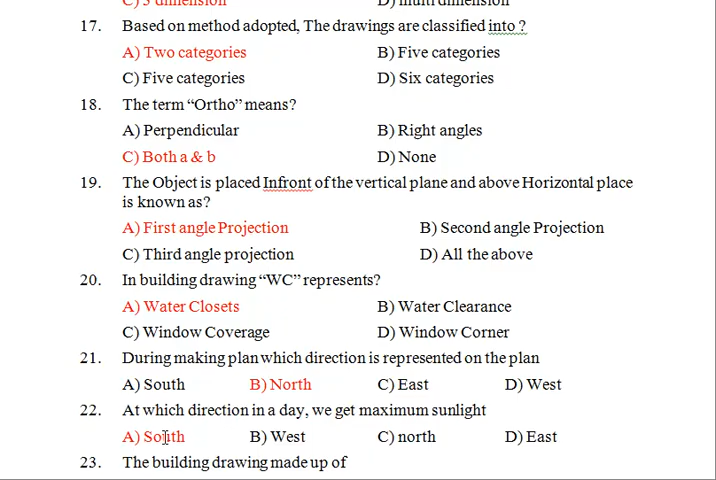 C) 3 dimension D) multi dimension
17. Based on method adopted, The drawings are classified into ?
A) Two categories B) Five categories
C) Five categories D) Six categories
18. The term “Ortho” means?
A) Perpendicular B) Right angles
C) Both a & b D) None
19. The Object is placed Infront of the vertical plane and above Horizontal place
is known as?
A) First angle Projection B) Second angle Projection
C) Third angle projection D) All the above
20. In building drawing “WC” represents?
A) Water Closets B) Water Clearance
C) Window Coverage D) Window Corner
21. During making plan which direction is represented on the plan
A) South B) North C) East D) West
22. At which direction in a day, we get maximum sunlight
A) South B) West C) north D) East
23. The building drawing made up of